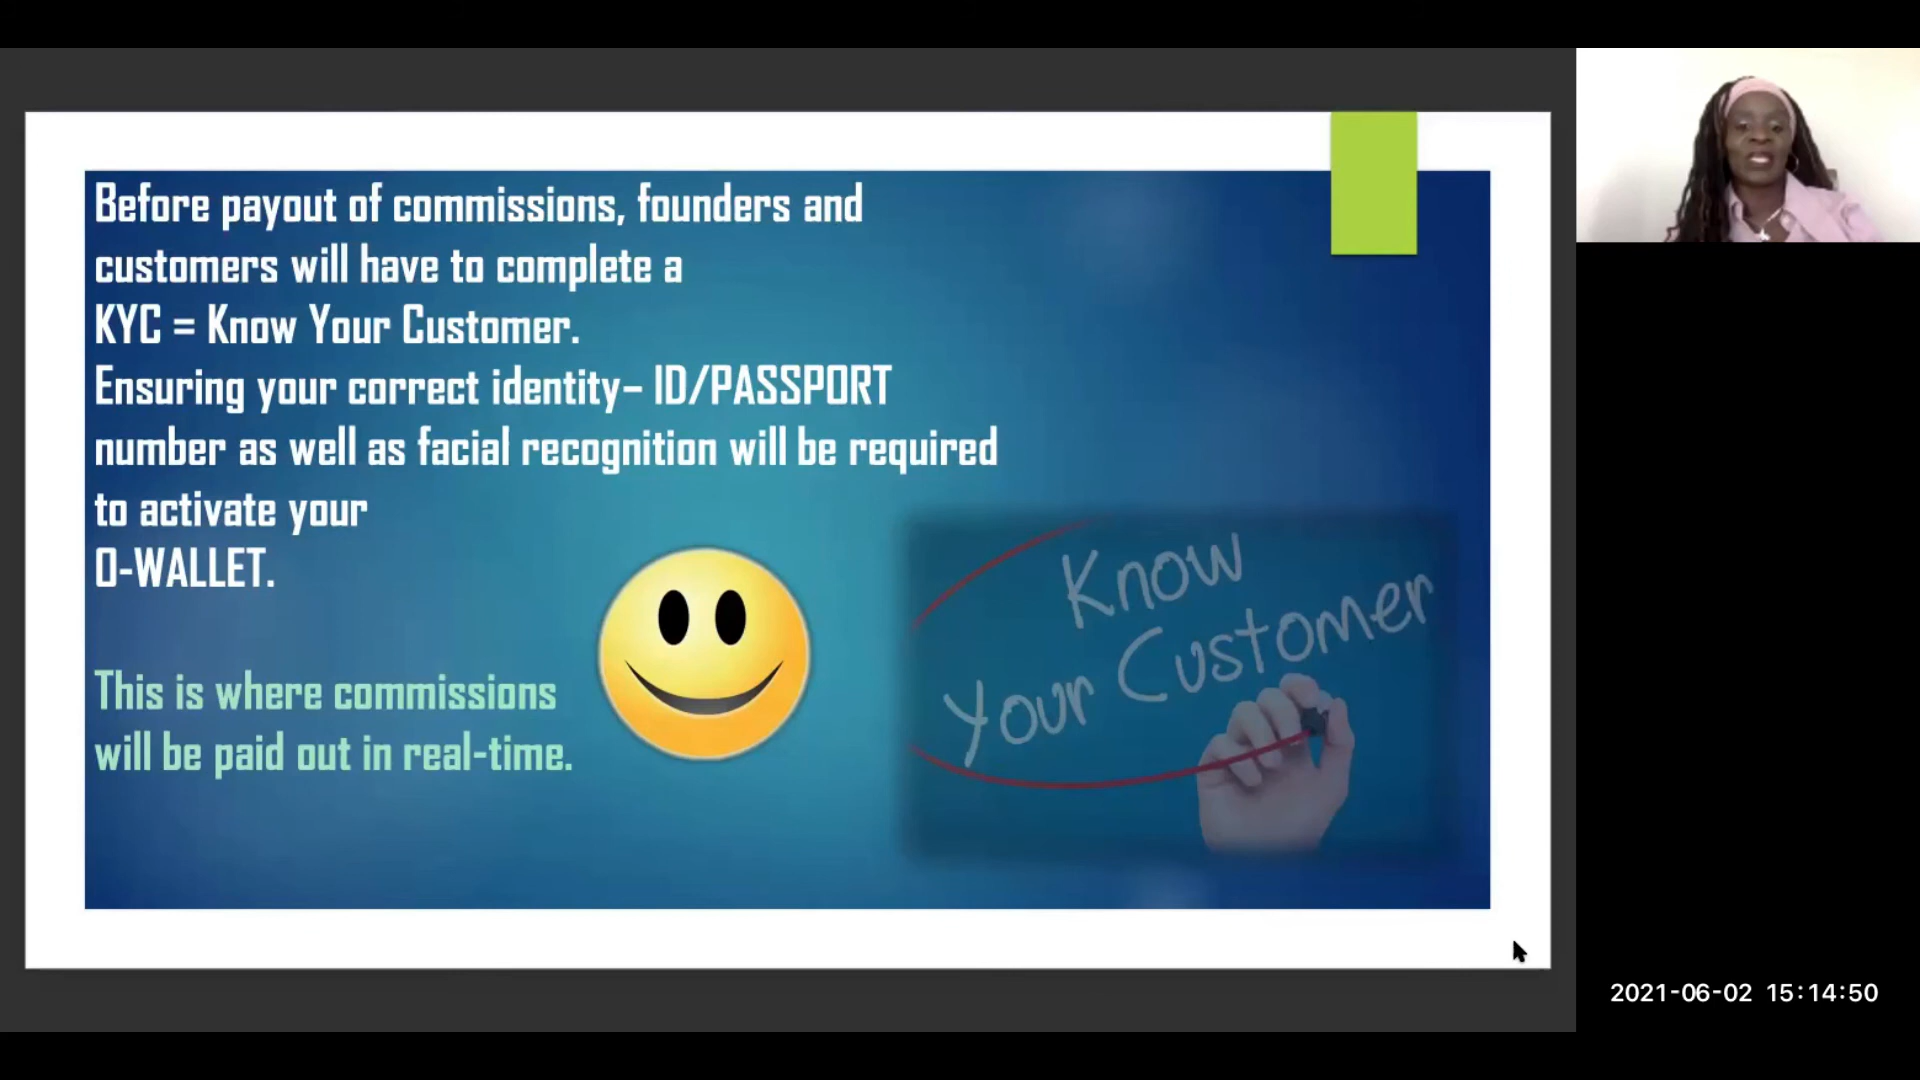 Before payout of commissions, founders and
customers will have to complete a
KYC = Know Your Customer.
Ensuring your correct identity– ID/PASSPORT
number as well as facial recognition will be required
to activate your
O-WALLET.
This is where commissions
will be paid out in real-time.
Know
Your Customer
2021-06-02 15:14:50